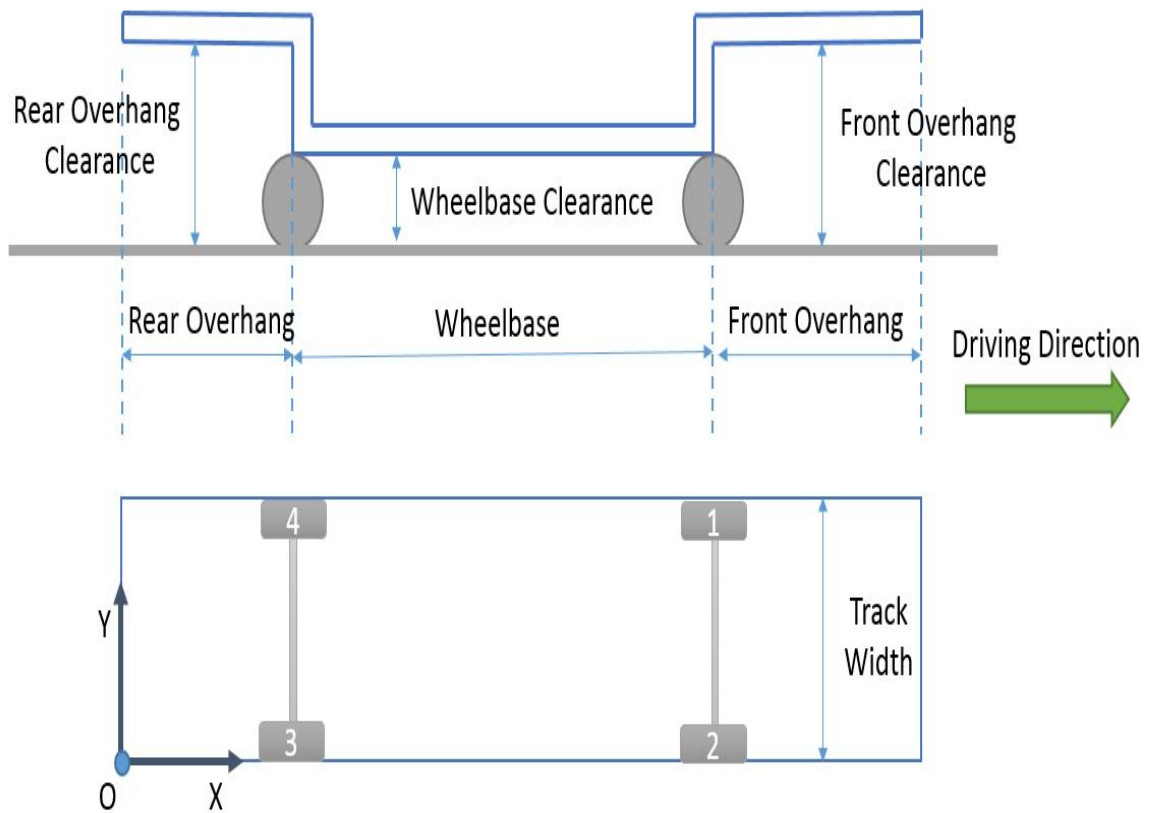 Rear Overhang
Clearance
Front Overhang
Clearance
Wheelbase Clearance
Rear Overhang
Wheelbase
Front Overhang
Driving Direction
4
1
Y
Track
Width
3
2
O
X